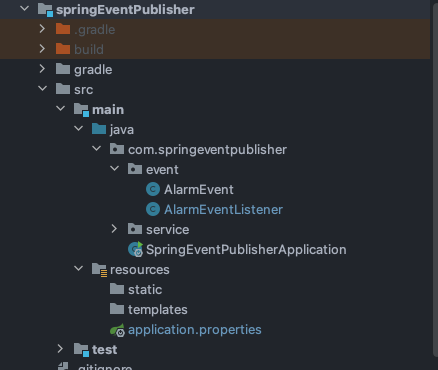 springEventPublisher
.gradle
build
gradle
src
main
java
com.springeventpublisher
event
AlarmEvent
AlarmEventListener
service
SpringEventPublisherApplication
resources
static
templates
application.properties
test
.gitignore